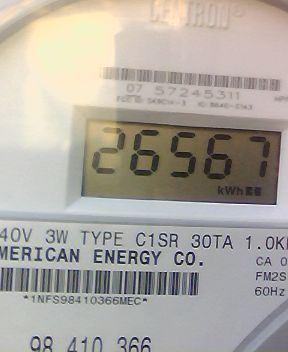 CENTRON®
07 57245311
26567
kWh
40V 3W TYPE C1SR 30TA 1.0K
MERICAN ENERGY CO.
CA 0
FM2S
60Hz
*1NFS98410366MEC*
98 410 366